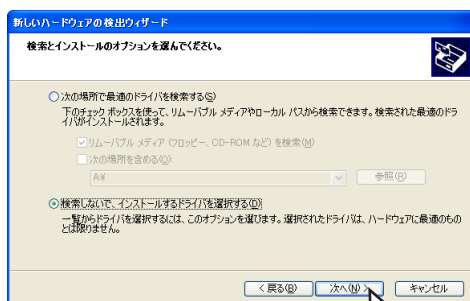 新しいハードウェアの検出ウィザード
検索とインストールのオプションを選んでください。
次の場所で最適のドライバを検索する(S)
下のチェック ボックスを使って、リムーバブル メディアやローカル パスから検索できます。検索された最適のドラ
イバがインストールされます。
リムーバブル メディア (フロッピー、CD-ROM など) を検索(M)
次の場所を含める(O):
A¥
参照(R)
検索しないで、インストールするドライバを選択する(D)
一覧からドライバを選択するには、このオプションを選びます。選択されたドライバは、ハードウェアに最適のもの
とは限りません。
< 戻る(B)
次へ(N) >
キャンセル